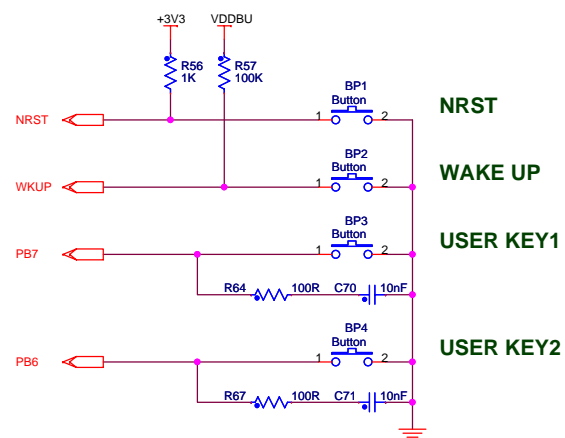 +3V3 VDDBU
R56 R57
1K 100K
BP1
Button
NRST
NRST 1 2
BP2
Button
WAKE UP
WKUP 1 2
BP3
Button
USER KEY1
PB7 1 2
R64 100R C70 10nF
BP4
Button
USER KEY2
PB6 1 2
R67 100R C71 10nF